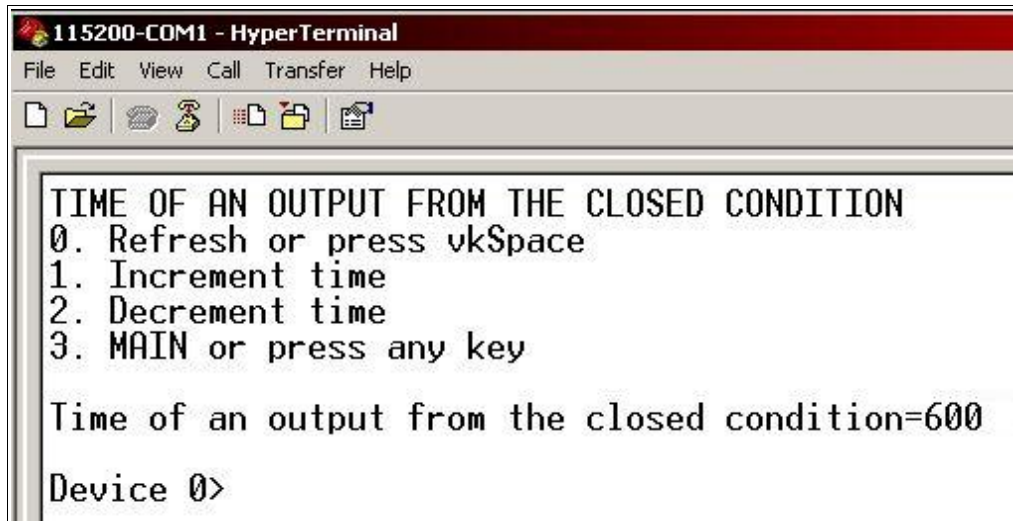 115200-COM1 - HyperTerminal
File Edit View Call Transfer Help
TIME OF AN OUTPUT FROM THE CLOSED CONDITION
0. Refresh or press vkSpace
1. Increment time
2. Decrement time
3. MAIN or press any key
Time of an output from the closed condition=600
Device 0>